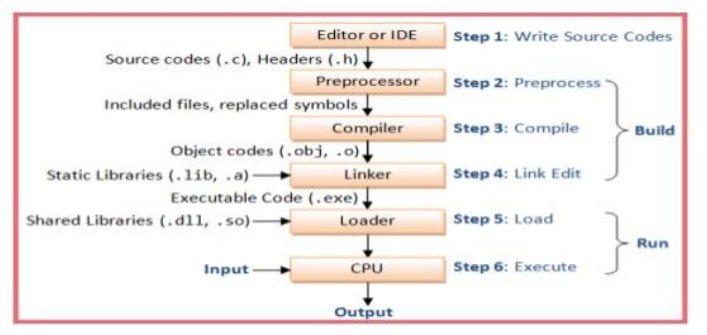 Editor or IDE Step 1: Write Source Codes
Source codes (.c), Headers (.h)
Preprocessor Step 2: Preprocess
Included files, replaced symbols
Compiler Step 3: Compile
Build
Object codes (.obj, .o)
Static Libraries (.lib, .a) Linker Step 4: Link Edit
Executable Code (.exe)
Shared Libraries (.dll, .so) Loader Step 5: Load
Run
Input CPU Step 6: Execute
Output